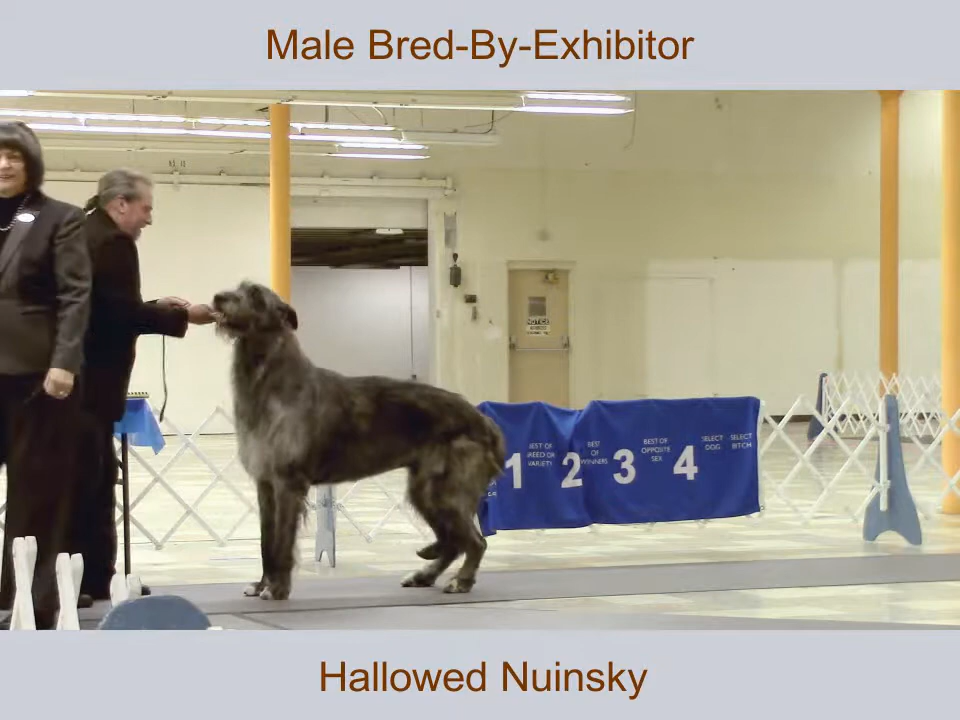 Male Bred-By-Exhibitor
NOTICE
1
BEST OF
BREED OR
VARIETY
2
BEST
OF
WINNERS
3
BEST OF
OPPOSITE
SEX
4
SELECT
DOG
SELECT
BITCH
Hallowed Nuinsky